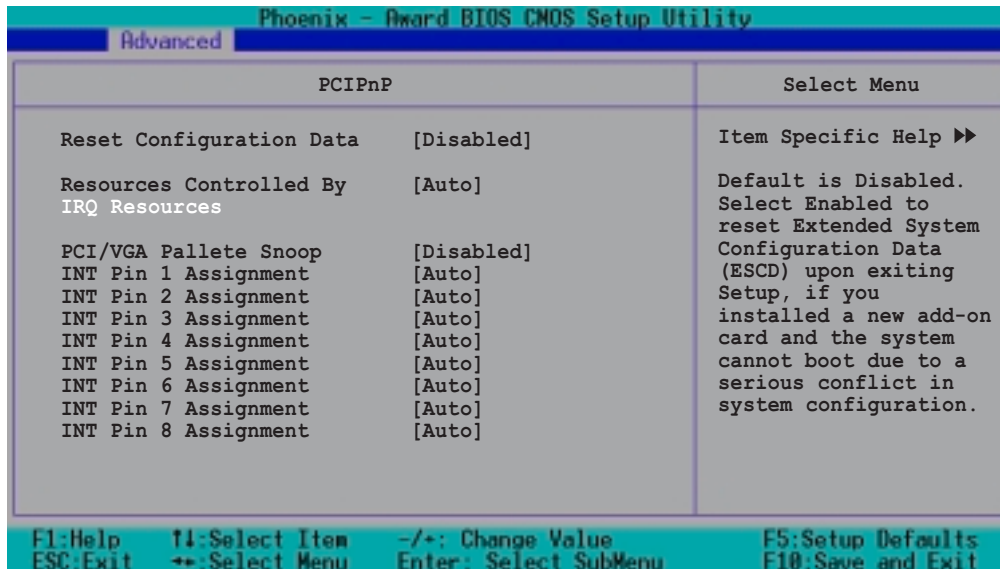 Phoenix - Award BIOS CMOS Setup Utility
Advanced
PCIPnP
Reset Configuration Data [Disabled]
Resources Controlled By [Auto]
IRQ Resources
PCI/VGA Pallete Snoop [Disabled]
INT Pin 1 Assignment [Auto]
INT Pin 2 Assignment [Auto]
INT Pin 3 Assignment [Auto]
INT Pin 4 Assignment [Auto]
INT Pin 5 Assignment [Auto]
INT Pin 6 Assignment [Auto]
INT Pin 7 Assignment [Auto]
INT Pin 8 Assignment [Auto]
Select Menu
Item Specific Help ▶▶
Default is Disabled.
Select Enabled to
reset Extended System
Configuration Data
(ESCD) upon exiting
Setup, if you
installed a new add-on
card and the system
cannot boot due to a
serious conflict in
system configuration.
F1:Help ↑↓:Select Item -/+: Change Value F5:Setup Defaults
ESC:Exit →←:Select Menu Enter: Select SubMenu F10:Save and Exit